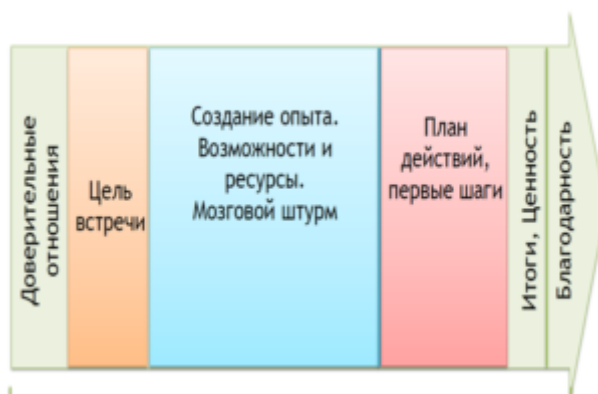 Доверительные
отношения
Цель
встречи
Создание опыта.
Возможности и
ресурсы.
Мозговой штурм
План
действий,
первые шаги
Итоги, Ценность
Благодарность